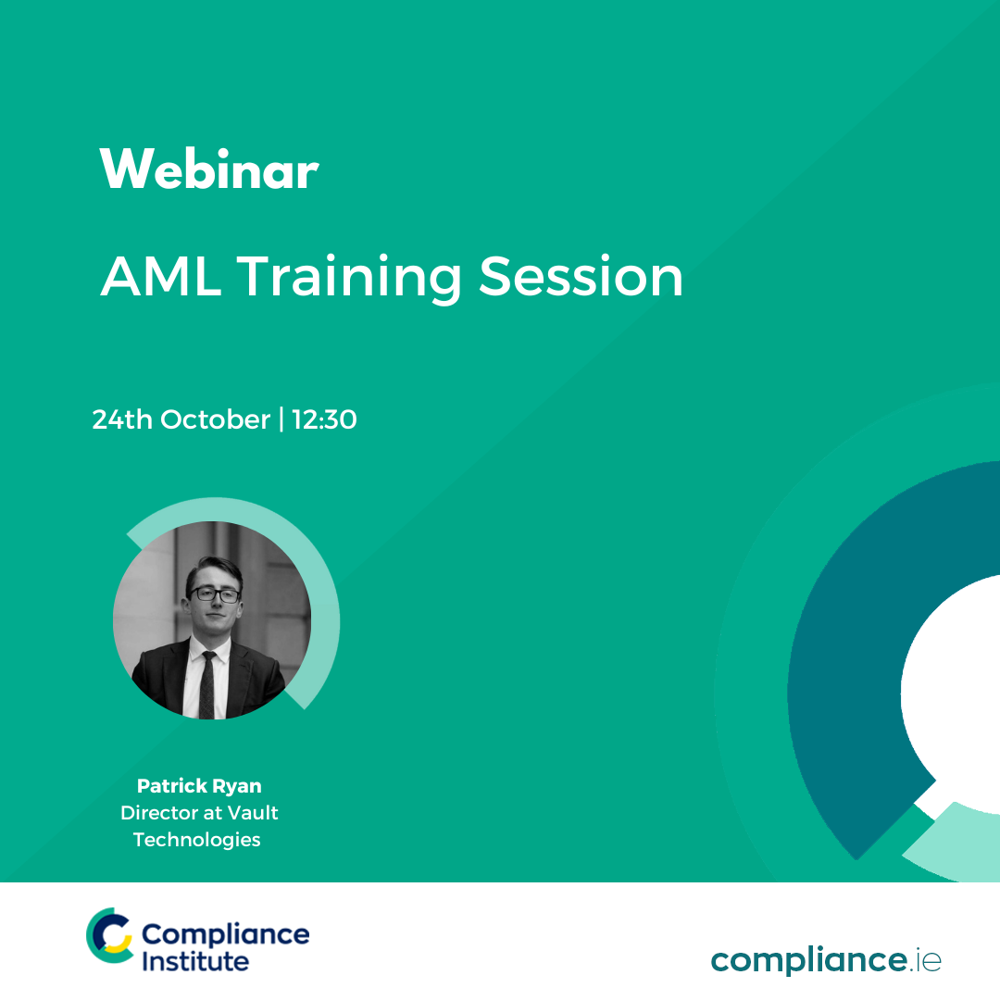 Webinar
AML Training Session
24th October | 12:30
Patrick Ryan
Director at Vault
Technologies
Compliance
Institute
compliance.ie